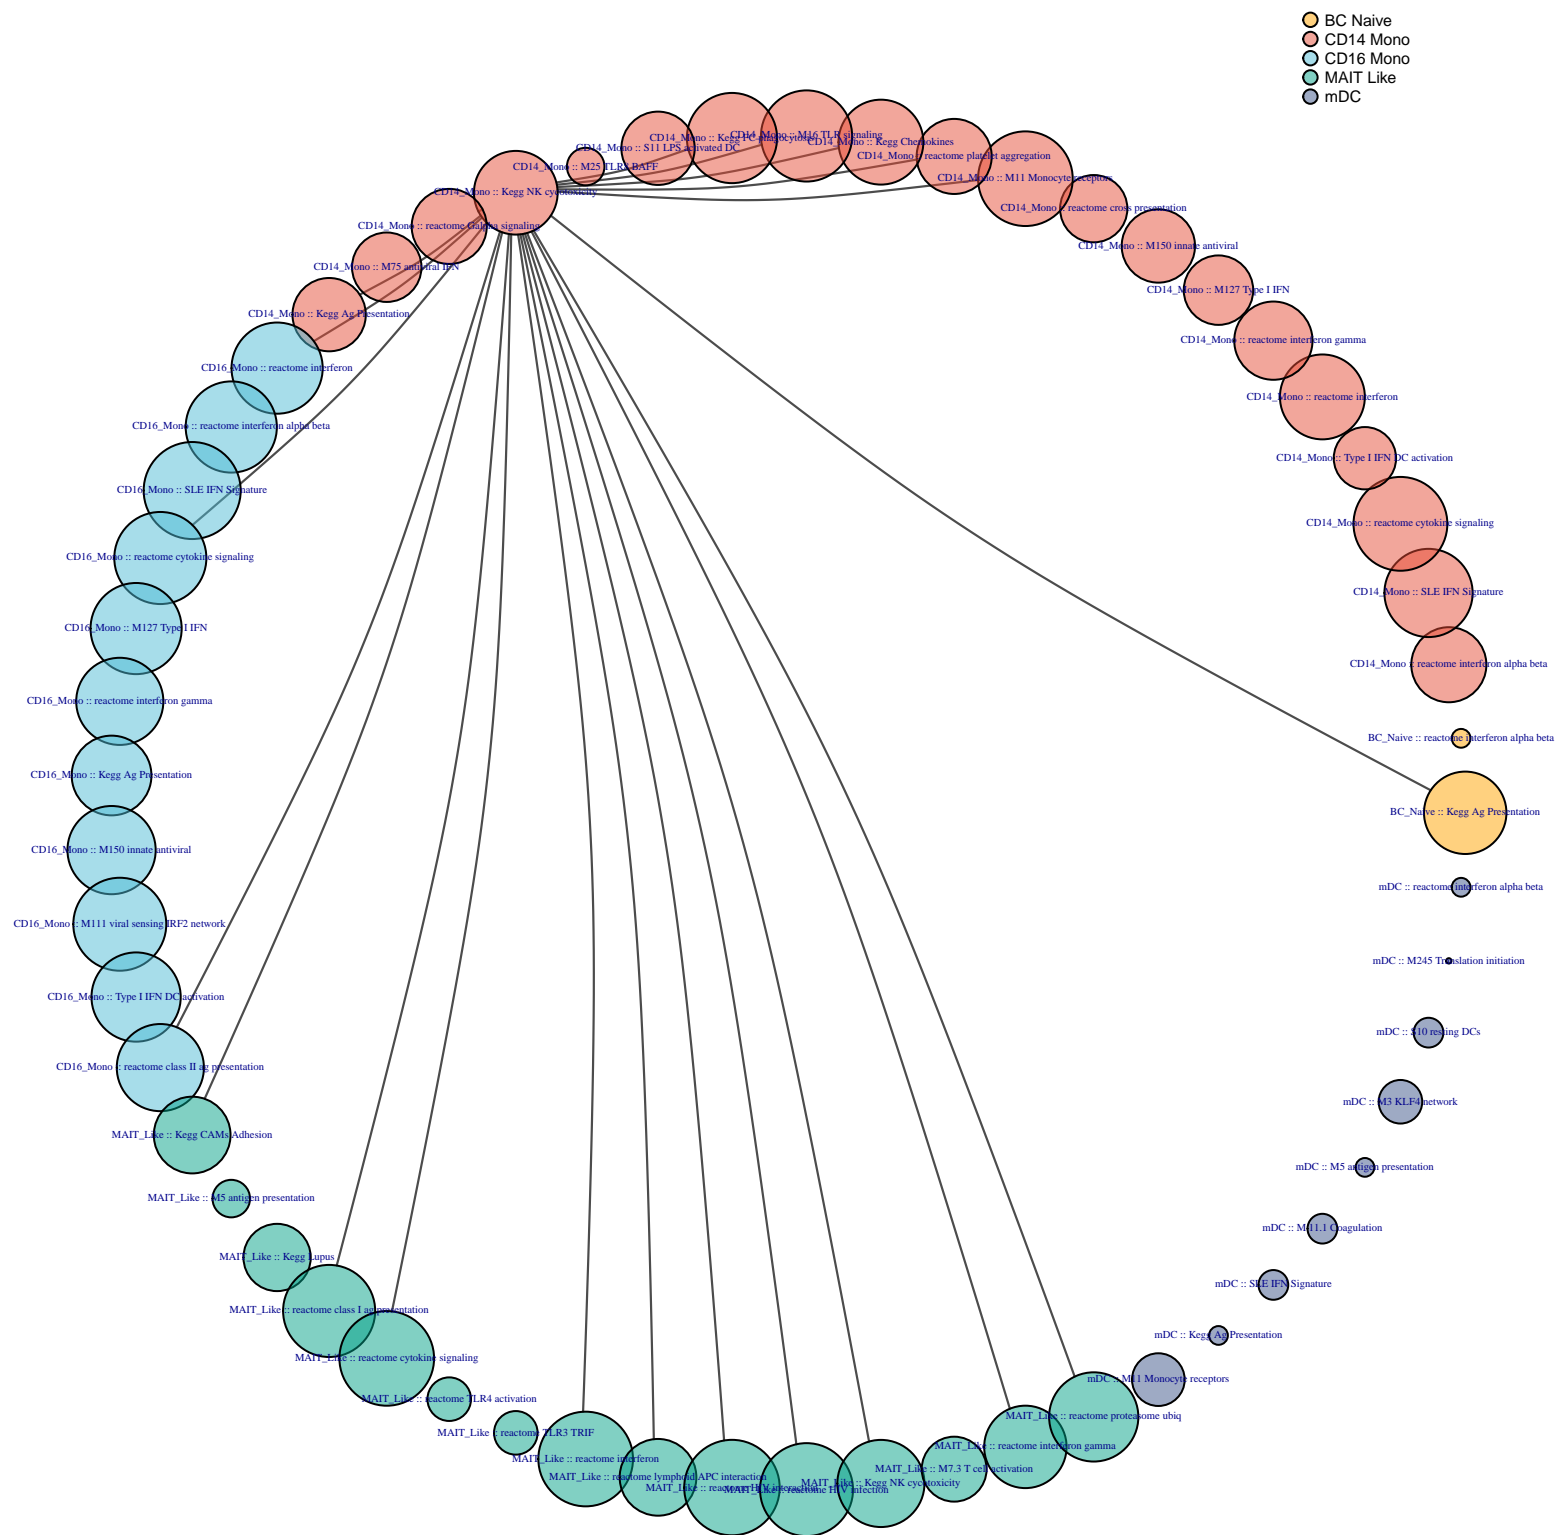 BC Naive
CD14 Mono
CD16 Mono
MAIT Like
mDC
CD14_Mono :: M16 TLR signaling
CD14_Mono :: Kegg FC phagocytosis
CD14_Mono :: Kegg Chemokines
CD14_Mono :: S11 LPS activated DC
CD14_Mono :: reactome platelet aggregation
CD14_Mono :: M25 TLR8 BAFF
CD14_Mono :: M11 Monocyte receptors
CD14_Mono :: Kegg NK cycotoxicity
CD14_Mono :: reactome cross presentation
CD14_Mono :: reactome Galpha signaling
CD14_Mono :: M150 innate antiviral
CD14_Mono :: M75 antiviral IFN
CD14_Mono :: M127 Type I IFN
CD14_Mono :: Kegg Ag Presentation
CD14_Mono :: reactome interferon gamma
CD16_Mono :: reactome interferon
CD14_Mono :: reactome interferon
CD16_Mono :: reactome interferon alpha beta
CD14_Mono :: Type I IFN DC activation
CD16_Mono :: SLE IFN Signature
CD14_Mono :: reactome cytokine signaling
CD16_Mono :: reactome cytokine signaling
CD14_Mono :: SLE IFN Signature
CD16_Mono :: M127 Type I IFN
CD14_Mono :: reactome interferon alpha beta
CD16_Mono :: reactome interferon gamma
BC_Naive :: reactome interferon alpha beta
CD16_Mono :: Kegg Ag Presentation
BC_Naive :: Kegg Ag Presentation
CD16_Mono :: M150 innate antiviral
mDC :: reactome interferon alpha beta
CD16_Mono :: M111 viral sensing IRF2 network
mDC :: M245 Translation initiation
CD16_Mono :: Type I IFN DC activation
mDC :: S10 resting DCs
CD16_Mono :: reactome class II ag presentation
mDC :: M3 KLF4 network
MAIT_Like :: Kegg CAMs Adhesion
mDC :: M5 antigen presentation
MAIT_Like :: M5 antigen presentation
mDC :: M-11.1 Coagulation
MAIT_Like :: Kegg Lupus
mDC :: SLE IFN Signature
MAIT_Like :: reactome class I ag presentation
mDC :: Kegg Ag Presentation
MAIT_Like :: reactome cytokine signaling
mDC :: M11 Monocyte receptors
MAIT_Like :: reactome TLR4 activation
MAIT_Like :: reactome proteasome ubiq
MAIT_Like :: reactome TLR3 TRIF
MAIT_Like :: reactome interferon gamma
MAIT_Like :: reactome interferon
MAIT_Like :: M7.3 T cell activation
MAIT_Like :: reactome lymphoid APC interaction
MAIT_Like :: Kegg NK cycotoxicity
MAIT_Like :: reactome HIV interaction
MAIT_Like :: reactome HIV infection